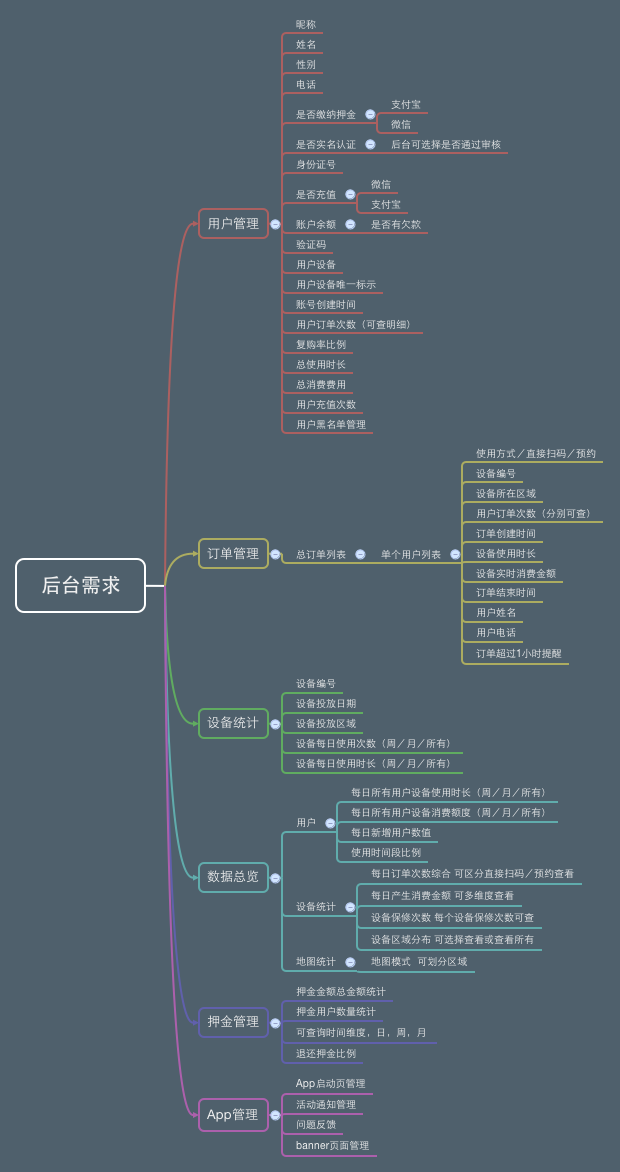 后台需求
用户管理
昵称
姓名
性别
电话
是否缴纳押金
支付宝
微信
是否实名认证
后台可选择是否通过审核
身份证号
是否充值
微信
支付宝
账户余额
是否有欠款
验证码
用户设备
用户设备唯一标示
账号创建时间
用户订单次数（可查明细）
复购率比例
总使用时长
总消费费用
用户充值次数
用户黑名单管理
订单管理
总订单列表
单个用户列表
使用方式／直接扫码／预约
设备编号
设备所在区域
用户订单次数（分别可查）
订单创建时间
设备使用时长
设备实时消费金额
订单结束时间
用户姓名
用户电话
订单超过1小时提醒
设备统计
设备编号
设备投放日期
设备投放区域
设备每日使用次数（周／月／所有）
设备每日使用时长（周／月／所有）
数据总览
用户
每日所有用户设备使用时长（周／月／所有）
每日所有用户设备消费额度（周／月／所有）
每日新增用户数值
使用时间段比例
设备统计
每日订单次数综合 可区分直接扫码／预约查看
每日产生消费金额 可多维度查看
设备保修次数 每个设备保修次数可查
设备区域分布 可选择查看或查看所有
地图统计
地图模式 可划分区域
押金管理
押金金额总金额统计
押金用户数量统计
可查询时间维度，日，周，月
退还押金比例
App管理
App启动页管理
活动通知管理
问题反馈
banner页面管理